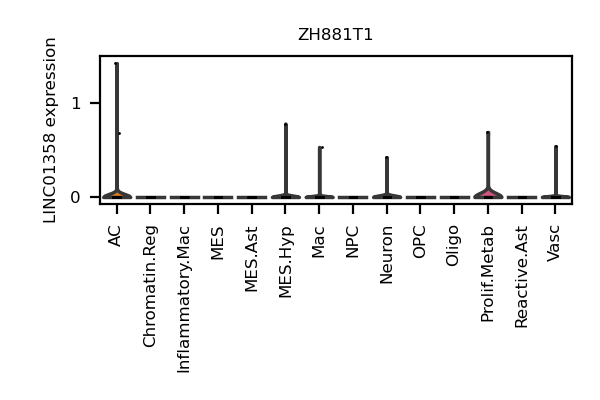 ZH881T1
LINC01358 expression
1
0
AC
Chromatin.Reg
Inflammatory.Mac
MES
MES.Ast
MES.Hyp
Mac
NPC
Neuron
OPC
Oligo
Prolif.Metab
Reactive.Ast
Vasc